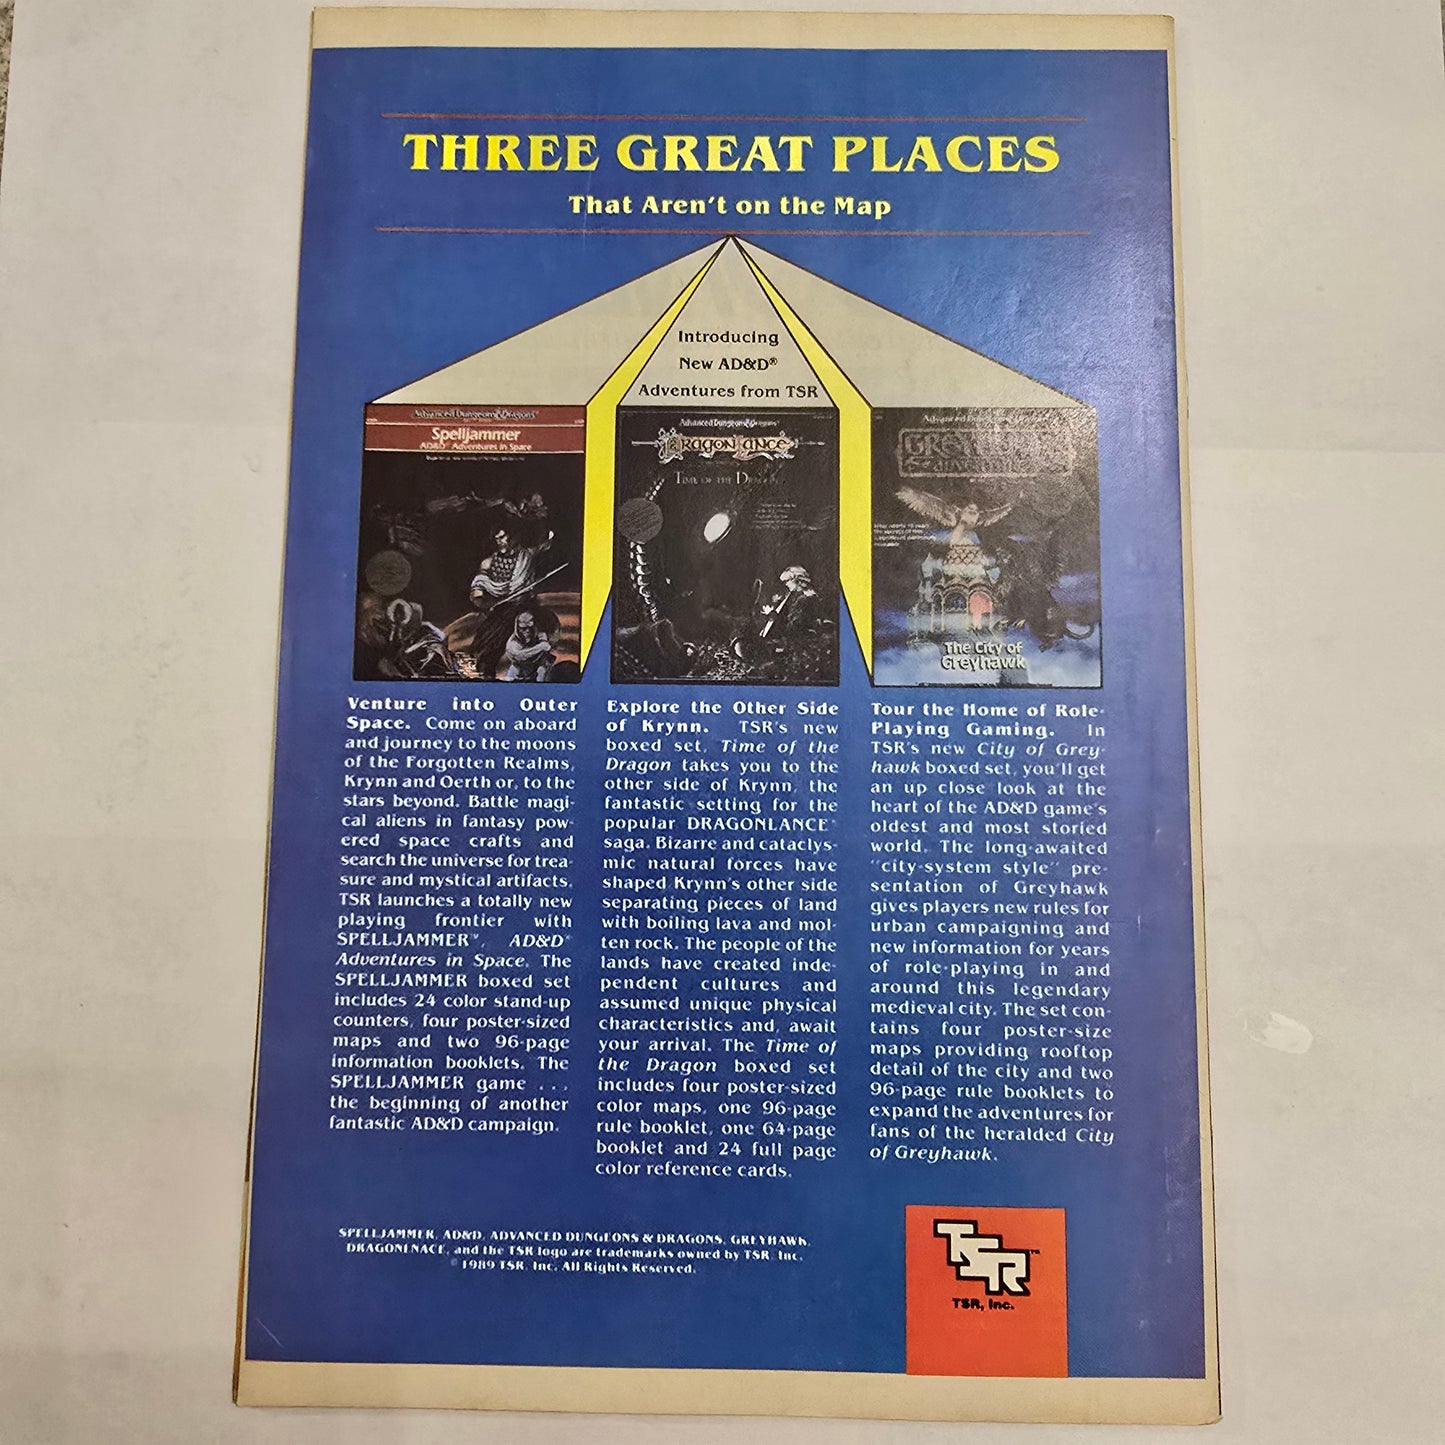 THREE GREAT PLACES
That Aren't on the Map
Introducing
New AD&D®
Adventures from TSR
Advanced Dungeons & Dragons
Spelljammer
AD&D Adventures in Space
Advanced Dungeons & Dragons
DRAGONLANCE
TIME OF THE DRAGON
Advanced Dungeons & Dragons
GREYHAWK
ADVENTURES
The City of
Greyhawk
Venture into Outer
Space. Come on aboard
and journey to the moons
of the Forgotten Realms,
Krynn and Oerth or, to the
stars beyond. Battle magi-
cal aliens in fantasy pow-
ered space crafts and
search the universe for trea-
sure and mystical artifacts.
TSR launches a totally new
playing frontier with
SPELLJAMMER™, AD&D®
Adventures in Space. The
SPELLJAMMER boxed set
includes 24 color stand-up
counters, four poster-sized
maps and two 96-page
information booklets. The
SPELLJAMMER game . . .
the beginning of another
fantastic AD&D campaign.
Explore the Other Side
of Krynn. TSR's new
boxed set, Time of the
Dragon takes you to the
other side of Krynn, the
fantastic setting for the
popular DRAGONLANCE®
saga. Bizarre and cataclys-
mic natural forces have
shaped Krynn's other side
separating pieces of land
with boiling lava and mol-
ten rock. The people of the
lands have created inde-
pendent cultures and
assumed unique physical
characteristics and, await
your arrival. The Time of
the Dragon boxed set
includes four poster-sized
color maps, one 96-page
rule booklet, one 64-page
booklet and 24 full page
color reference cards.
Tour the Home of Role-
Playing Gaming. In
TSR's new City of Grey-
hawk boxed set, you'll get
an up close look at the
heart of the AD&D game's
oldest and most storied
world. The long-awaited
"city-system style" pre-
sentation of Greyhawk
gives players new rules for
urban campaigning and
new information for years
of role-playing in and
around this legendary
medieval city. The set con-
tains four poster-size
maps providing rooftop
detail of the city and two
96-page rule booklets to
expand the adventures for
fans of the heralded City
of Greyhawk.
SPELLJAMMER, AD&D, ADVANCED DUNGEONS & DRAGONS, GREYHAWK,
DRAGONLNACE, and the TSR logo are trademarks owned by TSR, Inc.
©1989 TSR, Inc. All Rights Reserved.
TSR™
TSR, Inc.